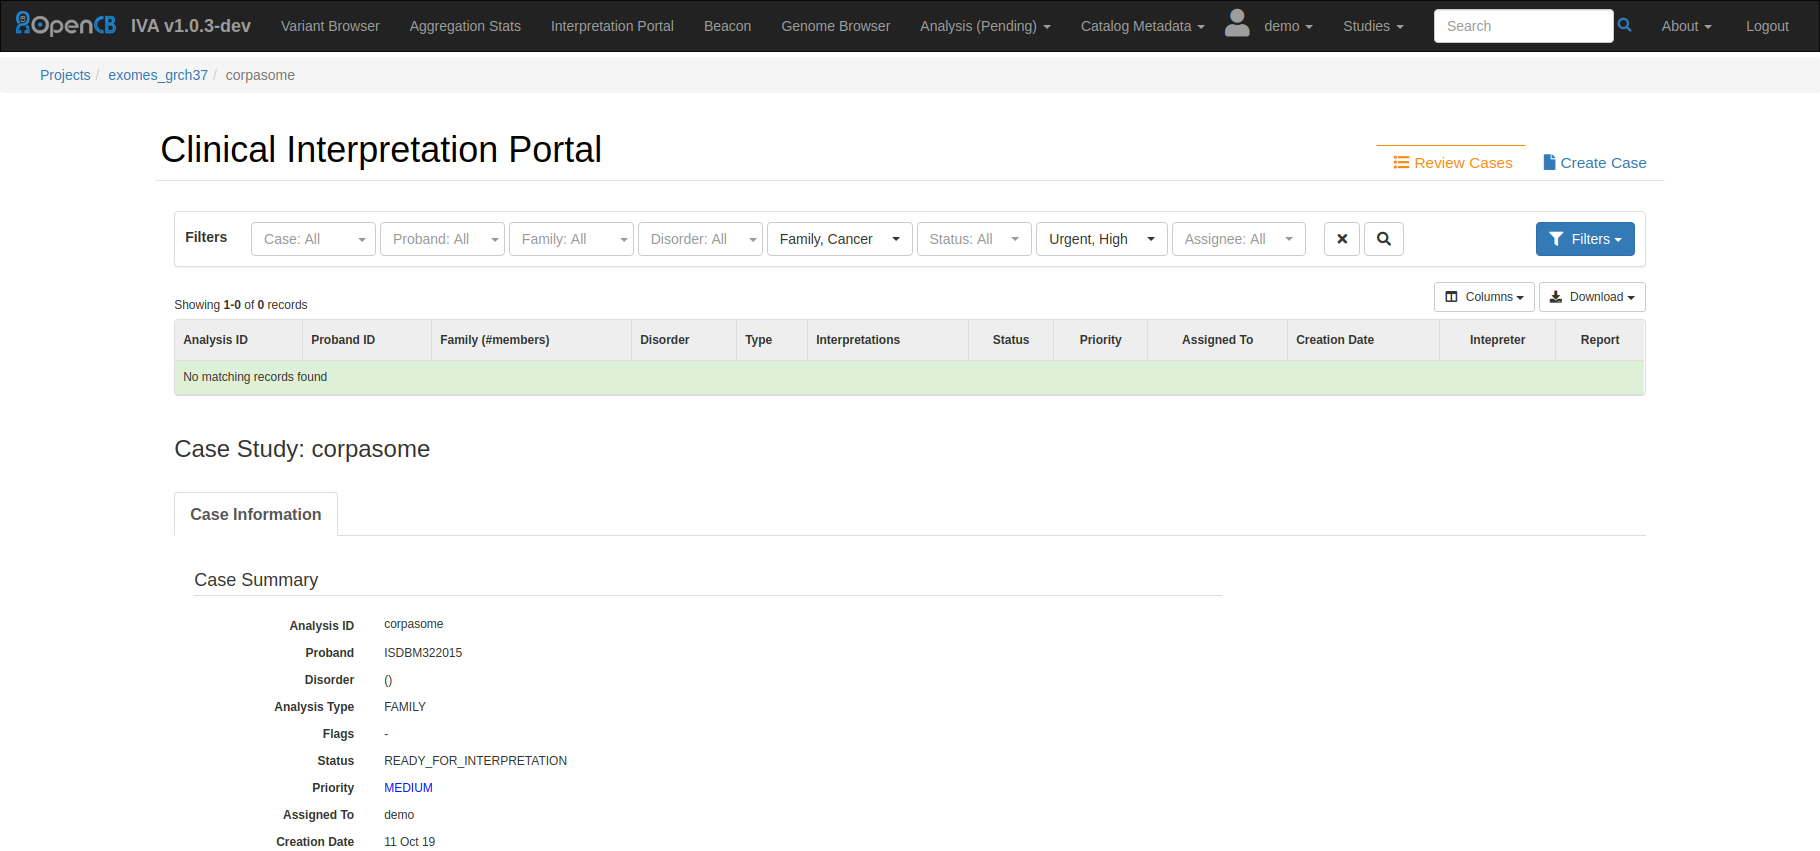 OpenCB IVA v1.0.3-dev Variant Browser Aggregation Stats Interpretation Portal Beacon Genome Browser Analysis (Pending) Catalog Metadata demo Studies Search About Logout
Projects / exomes_grch37 / corpasome
Clinical Interpretation Portal
Review Cases Create Case
Filters Case: All Proband: All Family: All Disorder: All Family, Cancer Status: All Urgent, High Assignee: All Filters
Showing 1-0 of 0 records
Columns Download
Analysis ID Proband ID Family (#members) Disorder Type Interpretations Status Priority Assigned To Creation Date Intepreter Report
No matching records found
Case Study: corpasome
Case Information
Case Summary
Analysis ID corpasome
Proband ISDBM322015
Disorder ()
Analysis Type FAMILY
Flags -
Status READY_FOR_INTERPRETATION
Priority MEDIUM
Assigned To demo
Creation Date 11 Oct 19